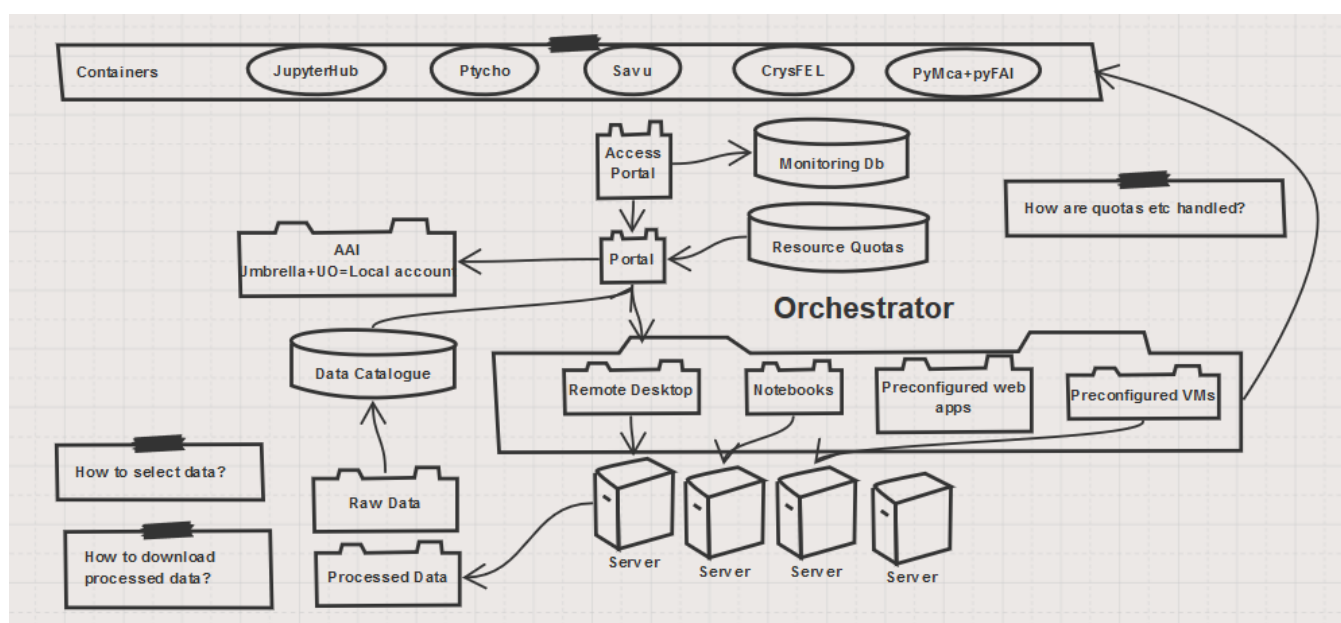 Containers
JupyterHub
Ptycho
Savu
CrysFEL
PyMca+pyFAI
Access
Portal
Monitoring Db
How are quotas etc handled?
AAI
Umbrella+UO=Local account
Portal
Resource Quotas
Orchestrator
Data Catalogue
Remote Desktop
Notebooks
Preconfigured web
apps
Preconfigured VMs
How to select data?
Raw Data
How to download
processed data?
Processed Data
Server
Server
Server
Server